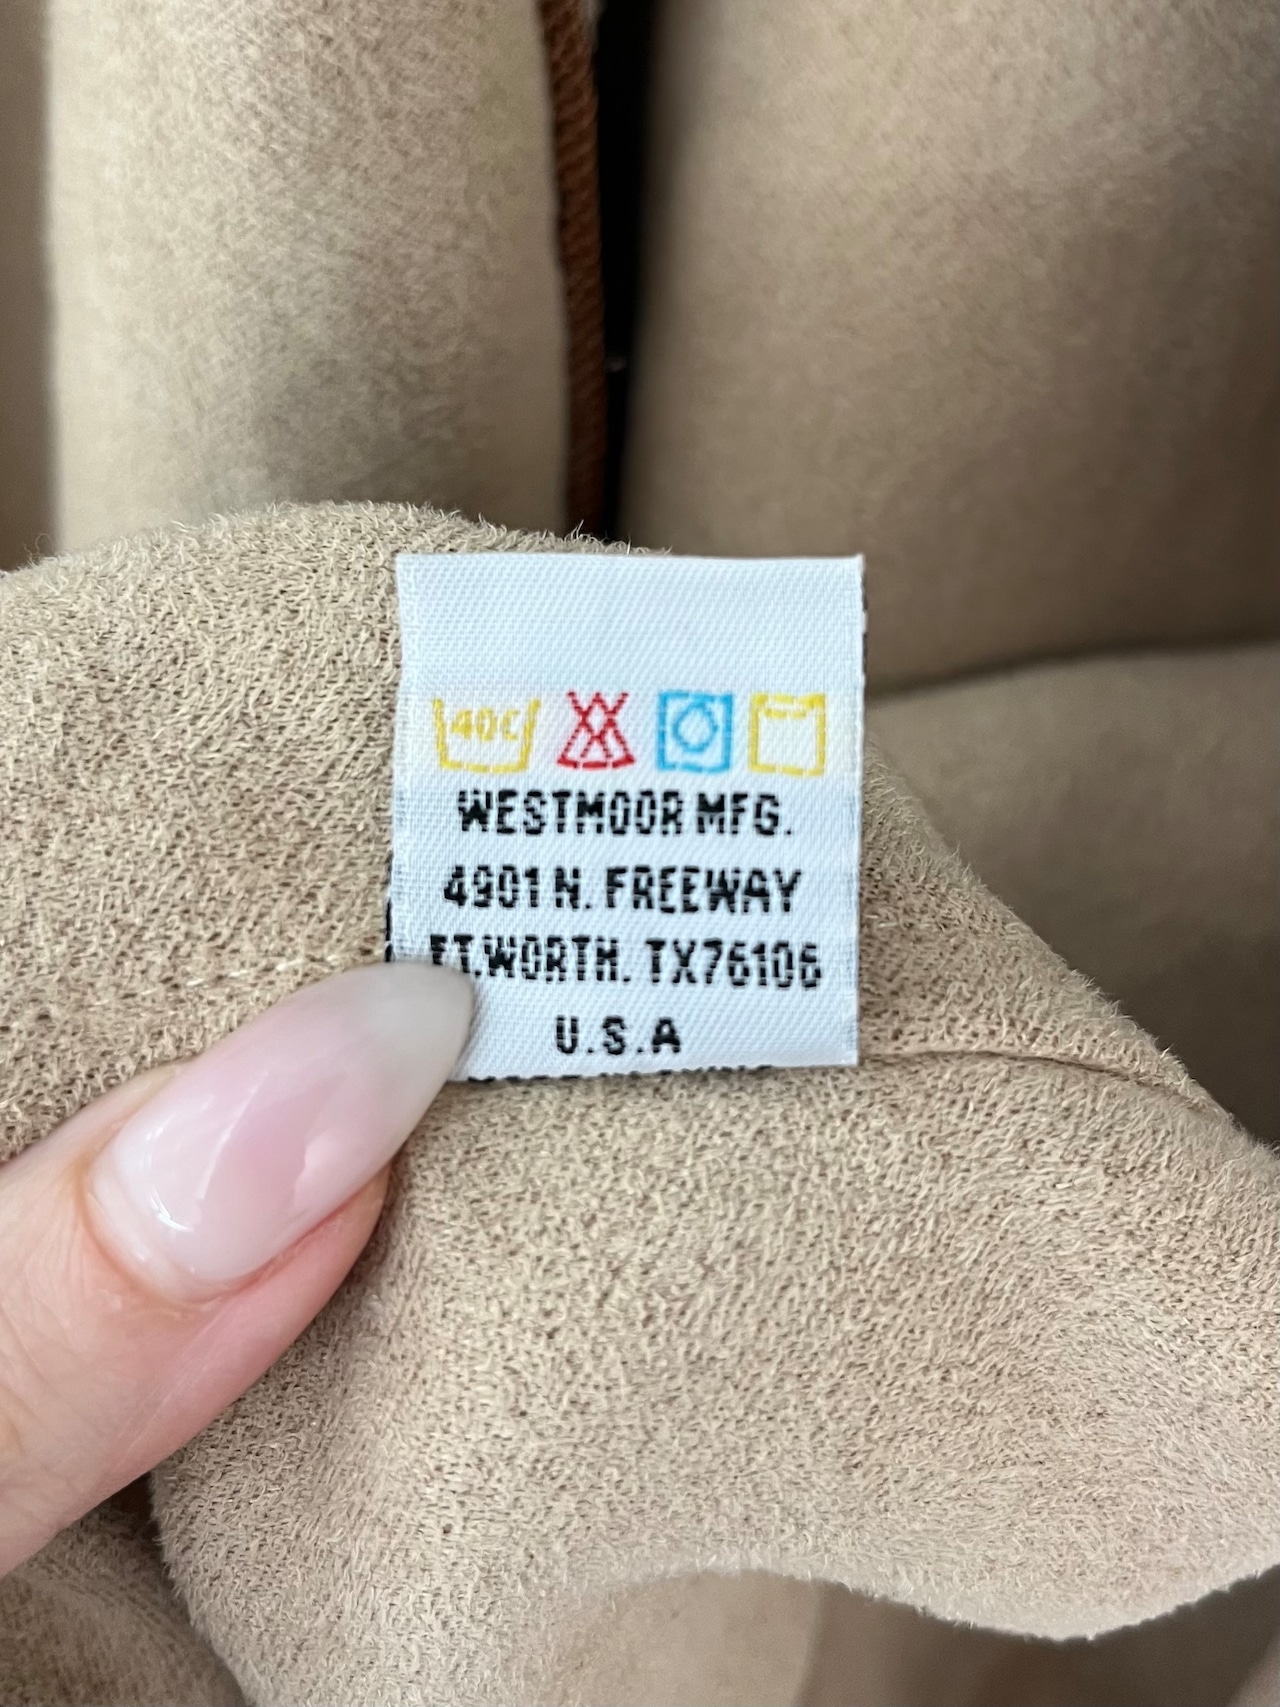 40C
WESTMOOR MFG.
4901 N. FREEWAY
FT.WORTH. TX76106
U.S.A